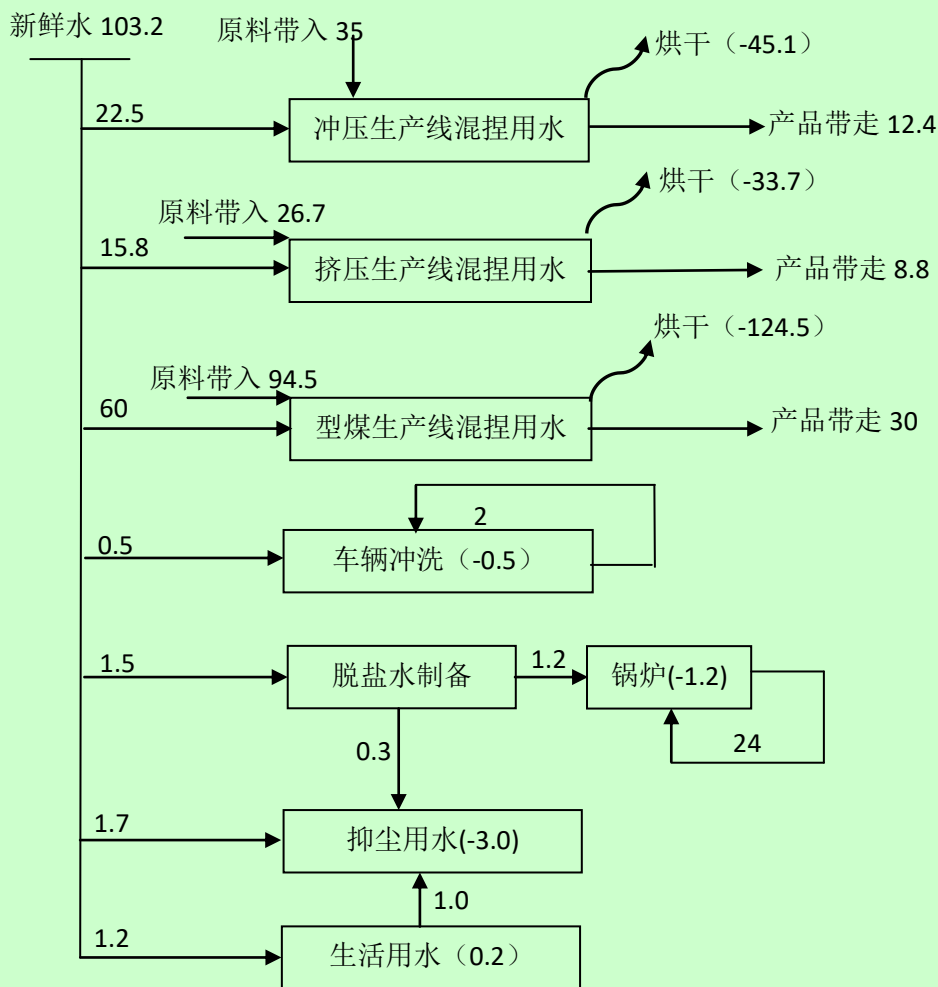 新鲜水 103.2
原料带入 35
烘干（-45.1）
22.5
冲压生产线混捏用水
产品带走 12.4
烘干（-33.7）
原料带入 26.7
15.8
挤压生产线混捏用水
产品带走 8.8
烘干（-124.5）
原料带入 94.5
60
型煤生产线混捏用水
产品带走 30
2
0.5
车辆冲洗（-0.5）
1.5
脱盐水制备
1.2
锅炉(-1.2)
24
0.3
1.7
抑尘用水(-3.0)
1.0
1.2
生活用水（0.2）